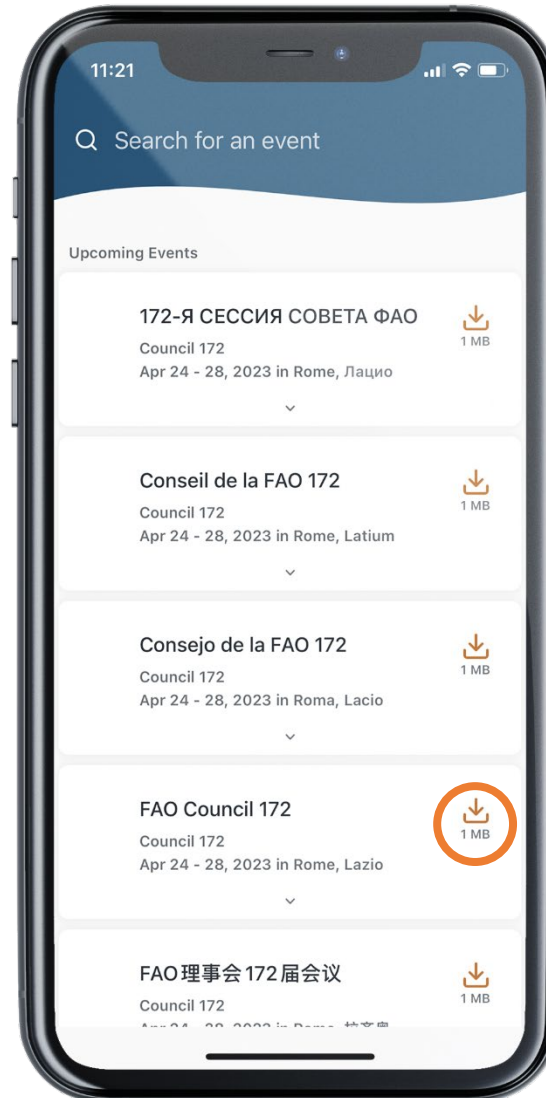 11:21
Search for an event
Upcoming Events
172-Я СЕССИЯ СОВЕТА ФАО
1 MB
Council 172
Apr 24 - 28, 2023 in Rome, Лацио
Conseil de la FAO 172
1 MB
Council 172
Apr 24 - 28, 2023 in Rome, Latium
Consejo de la FAO 172
1 MB
Council 172
Apr 24 - 28, 2023 in Roma, Lacio
FAO Council 172
1 MB
Council 172
Apr 24 - 28, 2023 in Rome, Lazio
FAO理事会172届会议
1 MB
Council 172